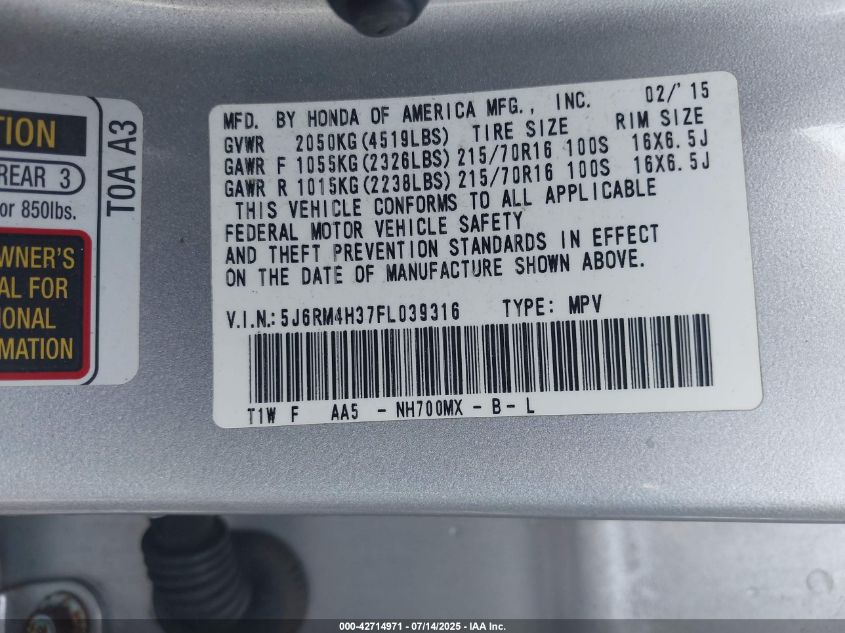 TION
REAR 3
or 850lbs.
WNER'S
AL FOR
IONAL
MATION
T0A A3
MFD. BY HONDA OF AMERICA MFG., INC. 02/'15
GVWR 2050KG(4519LBS) TIRE SIZE RIM SIZE
GAWR F 1055KG(2326LBS) 215/70R16 100S 16X6.5J
GAWR R 1015KG(2238LBS) 215/70R16 100S 16X6.5J
THIS VEHICLE CONFORMS TO ALL APPLICABLE
FEDERAL MOTOR VEHICLE SAFETY
AND THEFT PREVENTION STANDARDS IN EFFECT
ON THE DATE OF MANUFACTURE SHOWN ABOVE.
V.I.N.: 5J6RM4H37FL039316 TYPE: MPV
T1W F AA5 - NH700MX - B - L
000-42714971 - 07/14/2025 - IAA Inc.